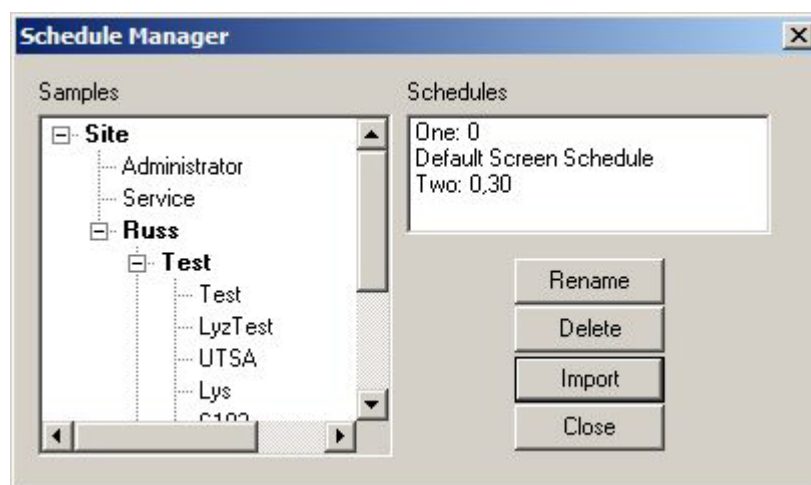 Schedule Manager
Samples
Site
Administrator
Service
Russ
Test
Test
LyzTest
UTSA
Lys
Schedules
One: 0
Default Screen Schedule
Two: 0,30
Rename
Delete
Import
Close